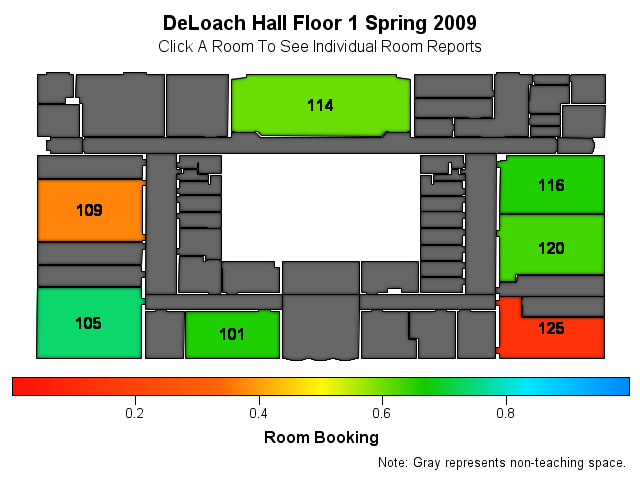 DeLoach Hall Floor 1 Spring 2009
Click A Room To See Individual Room Reports
114
116
109
120
105
101
125
0.2 0.4 0.6 0.8
Room Booking
Note: Gray represents non-teaching space.